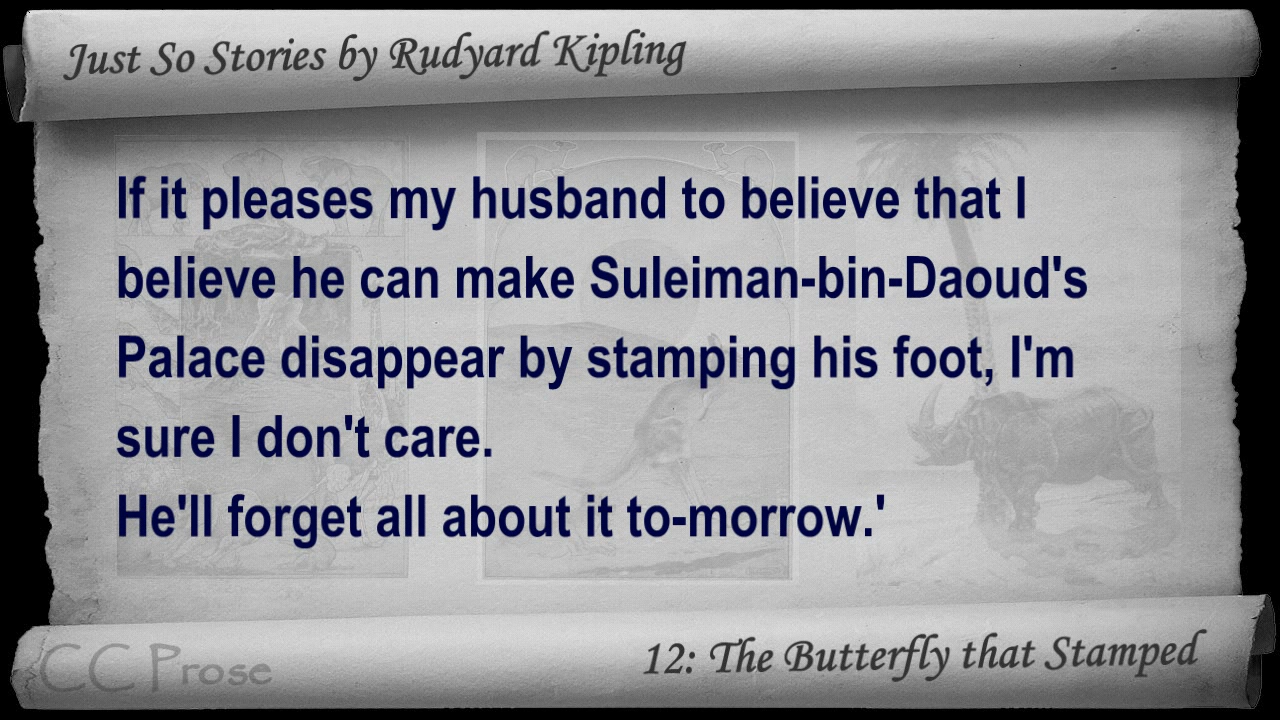 Just So Stories by Rudyard Kipling
If it pleases my husband to believe that I
believe he can make Suleiman-bin-Daoud's
Palace disappear by stamping his foot, I'm
sure I don't care.
He'll forget all about it to-morrow.'
CC Prose
12: The Butterfly that Stamped